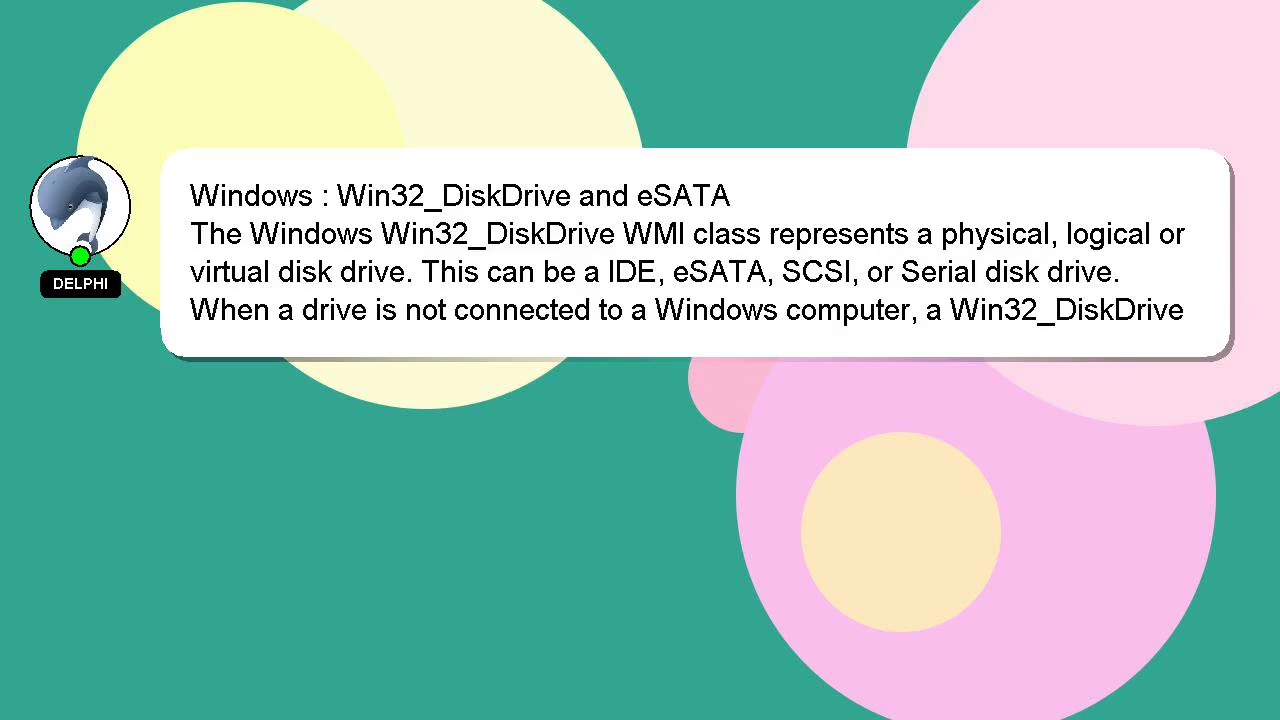 Windows : Win32_DiskDrive and eSATA
The Windows Win32_DiskDrive WMI class represents a physical, logical or
virtual disk drive. This can be a IDE, eSATA, SCSI, or Serial disk drive.
When a drive is not connected to a Windows computer, a Win32_DiskDrive
DELPHI